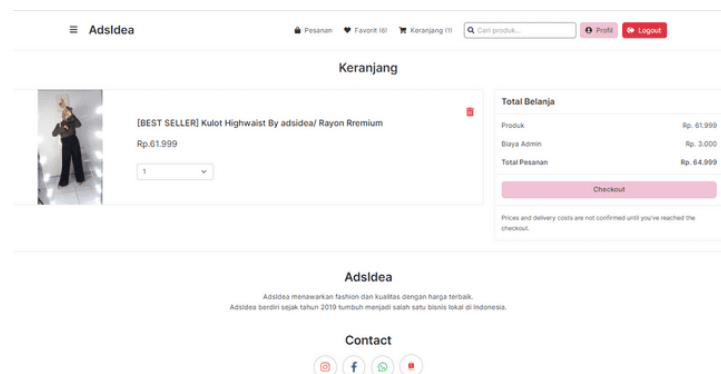 AdsIdea
Pesanan
Favorit (6)
Keranjang (1)
Cari produk...
Profil
Logout
Keranjang
[BEST SELLER] Kulot Highwaist By adsidea/ Rayon Rremium
Rp.61.999
1
Total Belanja
Produk Rp. 61.999
Biaya Admin Rp. 3.000
Total Pesanan Rp. 64.999
Checkout
Prices and delivery costs are not confirmed until you've reached the
checkout.
AdsIdea
AdsIdea menawarkan fashion dan kualitas dengan harga terbaik.
AdsIdea berdiri sejak tahun 2019 tumbuh menjadi salah satu bisnis lokal di Indonesia.
Contact